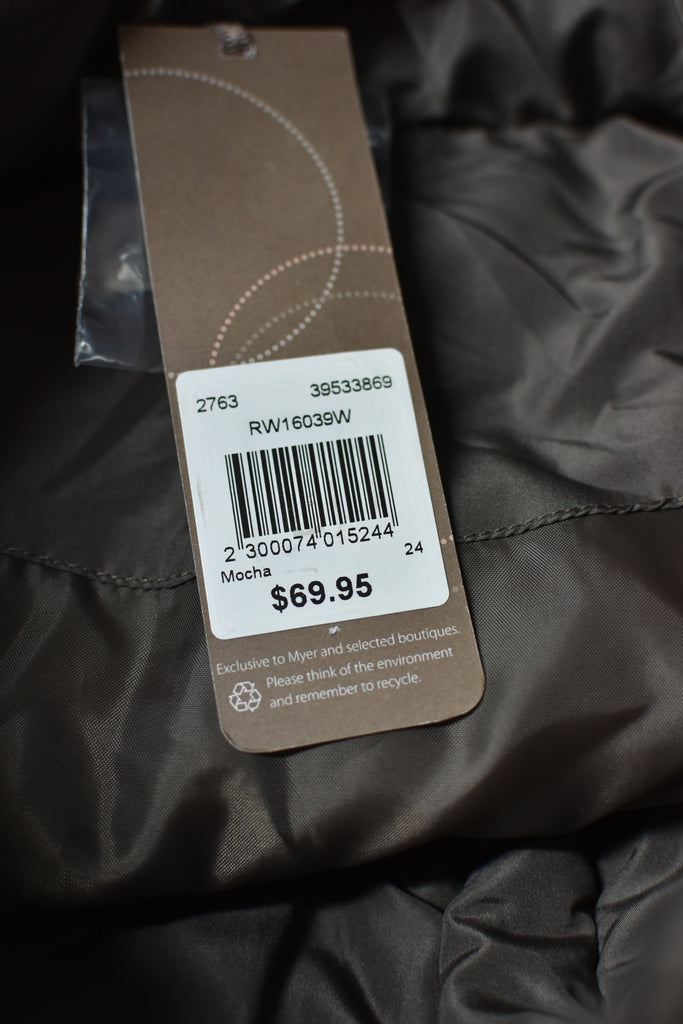 2763 39533869
RW16039W
2 300074 015244
Mocha 24
$69.95
Exclusive to Myer and selected boutiques.
Please think of the environment
and remember to recycle.